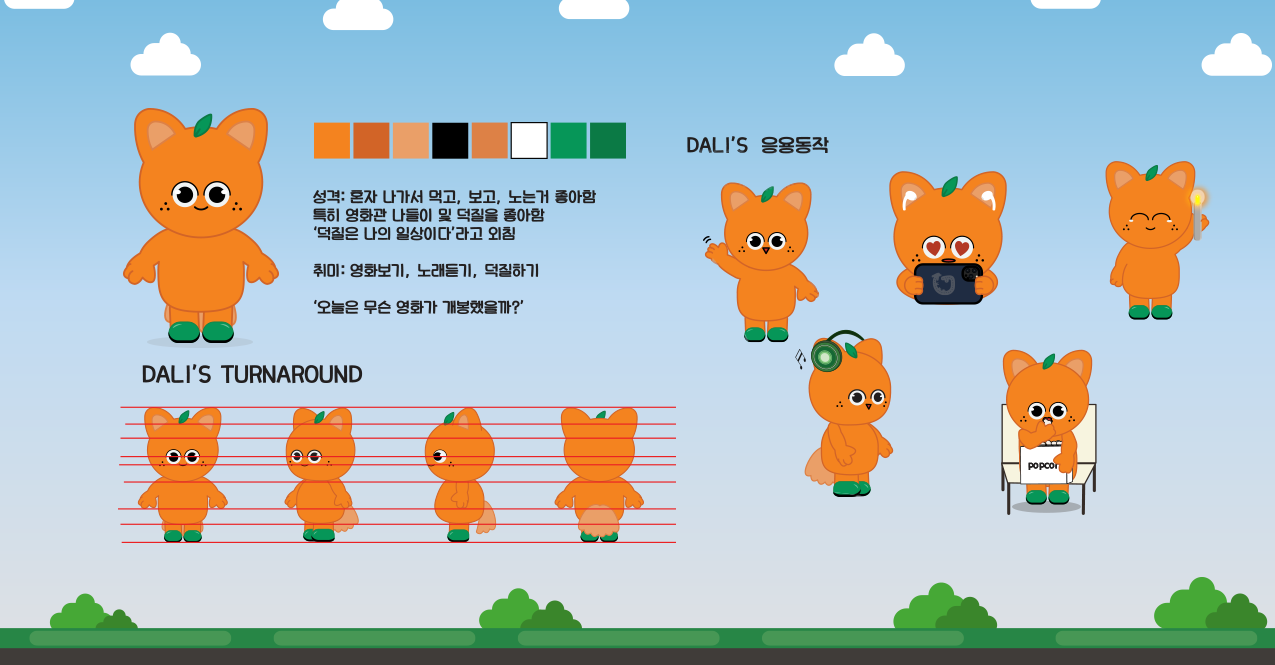 성격: 혼자 나가서 먹고, 보고, 노는거 좋아함
특히 영화관 나들이 및 덕질을 좋아함
‘덕질은 나의 일상이다’라고 외침
취미: 영화보기, 노래듣기, 덕질하기
‘오늘은 무슨 영화가 개봉했을까?’
DALI’S TURNAROUND
DALI’S 응용동작
popcor